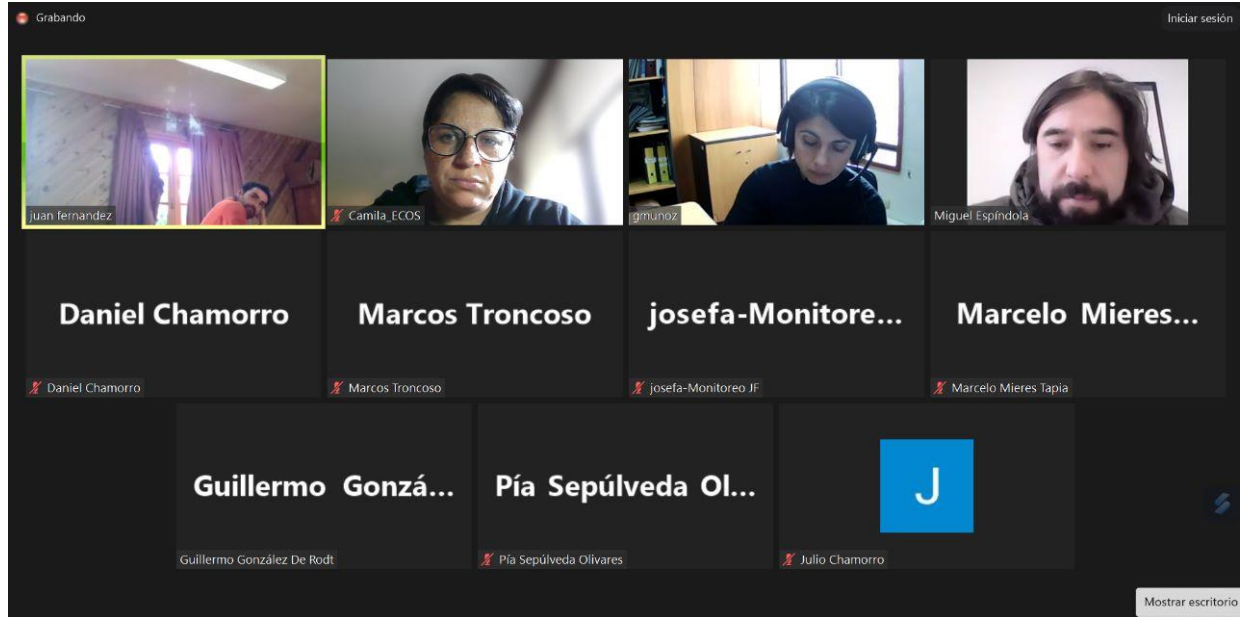 Grabando
Iniciar sesión
juan fernandez
Camila_ECOS
gmunoz
Miguel Espíndola
Daniel Chamorro
Marcos Troncoso
josefa-Monitore...
Marcelo Mieres...
Daniel Chamorro
Marcos Troncoso
josefa-Monitoreo JF
Marcelo Mieres Tapia
Guillermo Gonzá...
Pía Sepúlveda Ol...
J
Guillermo González De Rodt
Pía Sepúlveda Olivares
Julio Chamorro
Mostrar escritorio